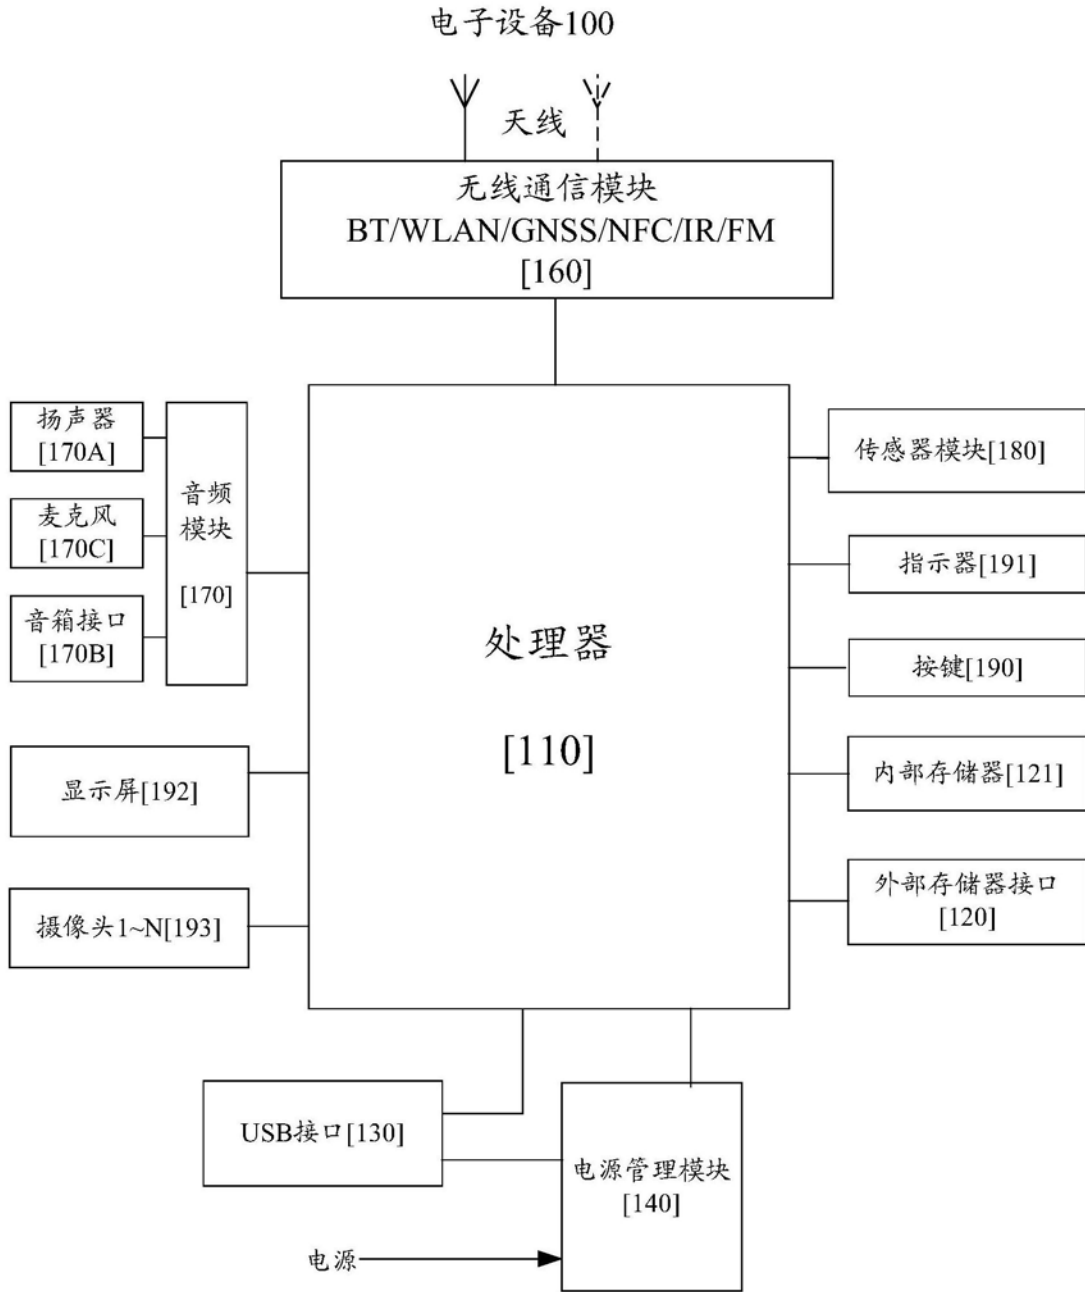 电子设备100
天线
无线通信模块
BT/WLAN/GNSS/NFC/IR/FM
[160]
扬声器
[170A]
麦克风
[170C]
音箱接口
[170B]
音频
模块
[170]
处理器
[110]
传感器模块[180]
指示器[191]
按键[190]
内部存储器[121]
外部存储器接口
[120]
显示屏[192]
摄像头1~N[193]
USB接口[130]
电源管理模块
[140]
电源